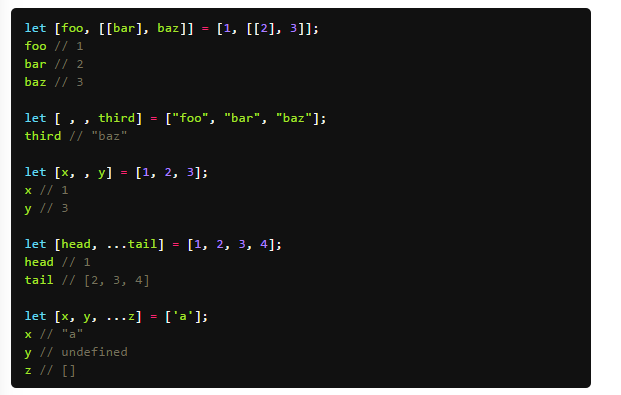 let [foo, [[bar], baz]] = [1, [[2], 3]];
foo // 1
bar // 2
baz // 3
let [ , , third] = ["foo", "bar", "baz"];
third // "baz"
let [x, , y] = [1, 2, 3];
x // 1
y // 3
let [head, ...tail] = [1, 2, 3, 4];
head // 1
tail // [2, 3, 4]
let [x, y, ...z] = ['a'];
x // "a"
y // undefined
z // []